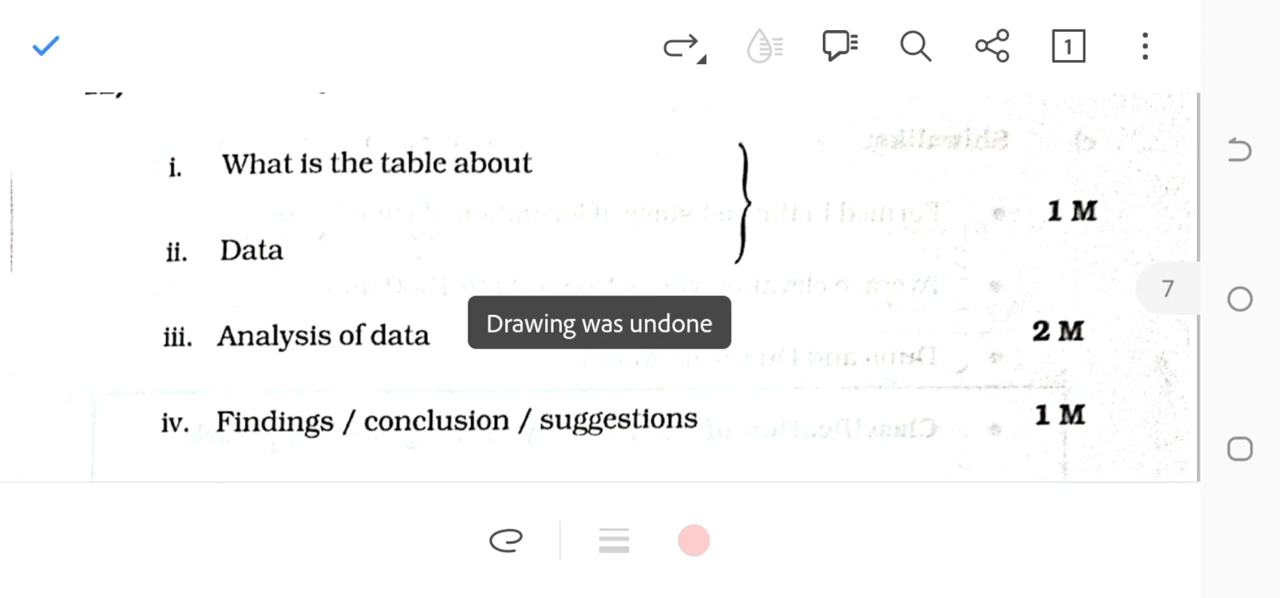 1
i. What is the table about
1 M
ii. Data
7
Drawing was undone
iii. Analysis of data
2 M
iv. Findings / conclusion / suggestions
1 M